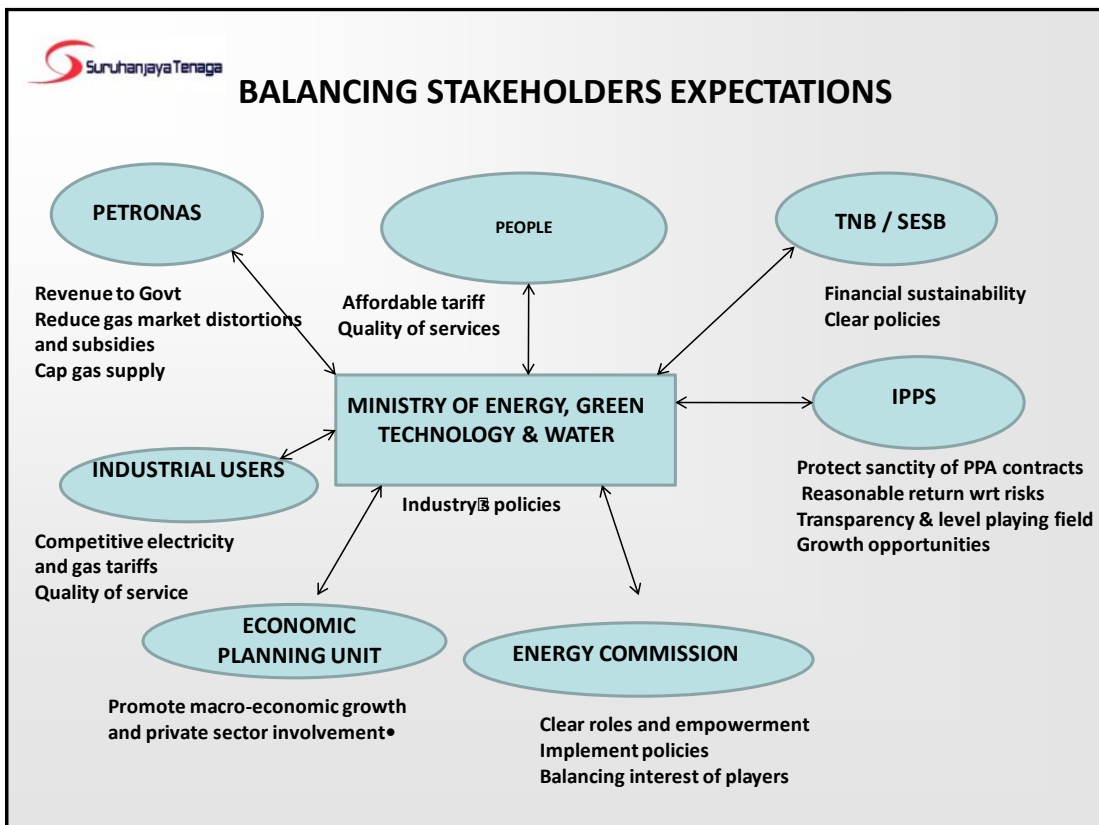 Suruhanjaya Tenaga
BALANCING STAKEHOLDERS EXPECTATIONS
PETRONAS
Revenue to Govt
Reduce gas market distortions
and subsidies
Cap gas supply
PEOPLE
Affordable tariff
Quality of services
TNB / SESB
Financial sustainability
Clear policies
MINISTRY OF ENERGY, GREEN
TECHNOLOGY & WATER
Industry�s policies
IPPS
Protect sanctity of PPA contracts
Reasonable return wrt risks
Transparency & level playing field
Growth opportunities
INDUSTRIAL USERS
Competitive electricity
and gas tariffs
Quality of service
ECONOMIC
PLANNING UNIT
Promote macro-economic growth
and private sector involvement•
ENERGY COMMISSION
Clear roles and empowerment
Implement policies
Balancing interest of players